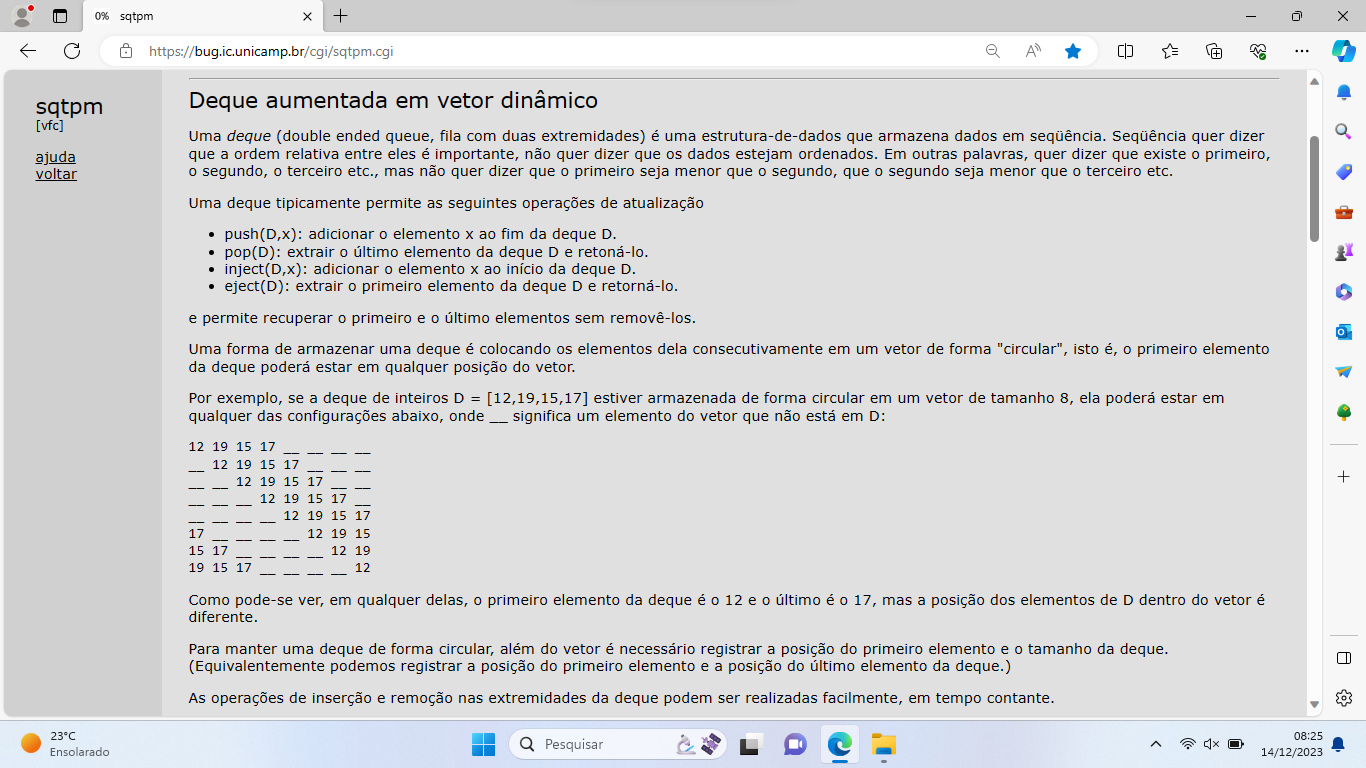 0% sqtpm
https://bug.ic.unicamp.br/cgi/sqtpm.cgi
sqtpm
[vfc]
ajuda
voltar
Deque aumentada em vetor dinâmico
Uma deque (double ended queue, fila com duas extremidades) é uma estrutura-de-dados que armazena dados em seqüência. Seqüência quer dizer
que a ordem relativa entre eles é importante, não quer dizer que os dados estejam ordenados. Em outras palavras, quer dizer que existe o primeiro,
o segundo, o terceiro etc., mas não quer dizer que o primeiro seja menor que o segundo, que o segundo seja menor que o terceiro etc.
Uma deque tipicamente permite as seguintes operações de atualização
• push(D,x): adicionar o elemento x ao fim da deque D.
• pop(D): extrair o último elemento da deque D e retoná-lo.
• inject(D,x): adicionar o elemento x ao início da deque D.
• eject(D): extrair o primeiro elemento da deque D e retorná-lo.
e permite recuperar o primeiro e o último elementos sem removê-los.
Uma forma de armazenar uma deque é colocando os elementos dela consecutivamente em um vetor de forma "circular", isto é, o primeiro elemento
da deque poderá estar em qualquer posição do vetor.
Por exemplo, se a deque de inteiros D = [12,19,15,17] estiver armazenada de forma circular em um vetor de tamanho 8, ela poderá estar em
qualquer das configurações abaixo, onde __ significa um elemento do vetor que não está em D:
12 19 15 17 __ __ __ __
__ 12 19 15 17 __ __ __
__ __ 12 19 15 17 __ __
__ __ __ 12 19 15 17 __
__ __ __ __ 12 19 15 17
17 __ __ __ __ 12 19 15
15 17 __ __ __ __ 12 19
19 15 17 __ __ __ __ 12
Como pode-se ver, em qualquer delas, o primeiro elemento da deque é o 12 e o último é o 17, mas a posição dos elementos de D dentro do vetor é
diferente.
Para manter uma deque de forma circular, além do vetor é necessário registrar a posição do primeiro elemento e o tamanho da deque.
(Equivalentemente podemos registrar a posição do primeiro elemento e a posição do último elemento da deque.)
As operações de inserção e remoção nas extremidades da deque podem ser realizadas facilmente, em tempo contante.
23°C
Ensolarado
Pesquisar
08:25
14/12/2023